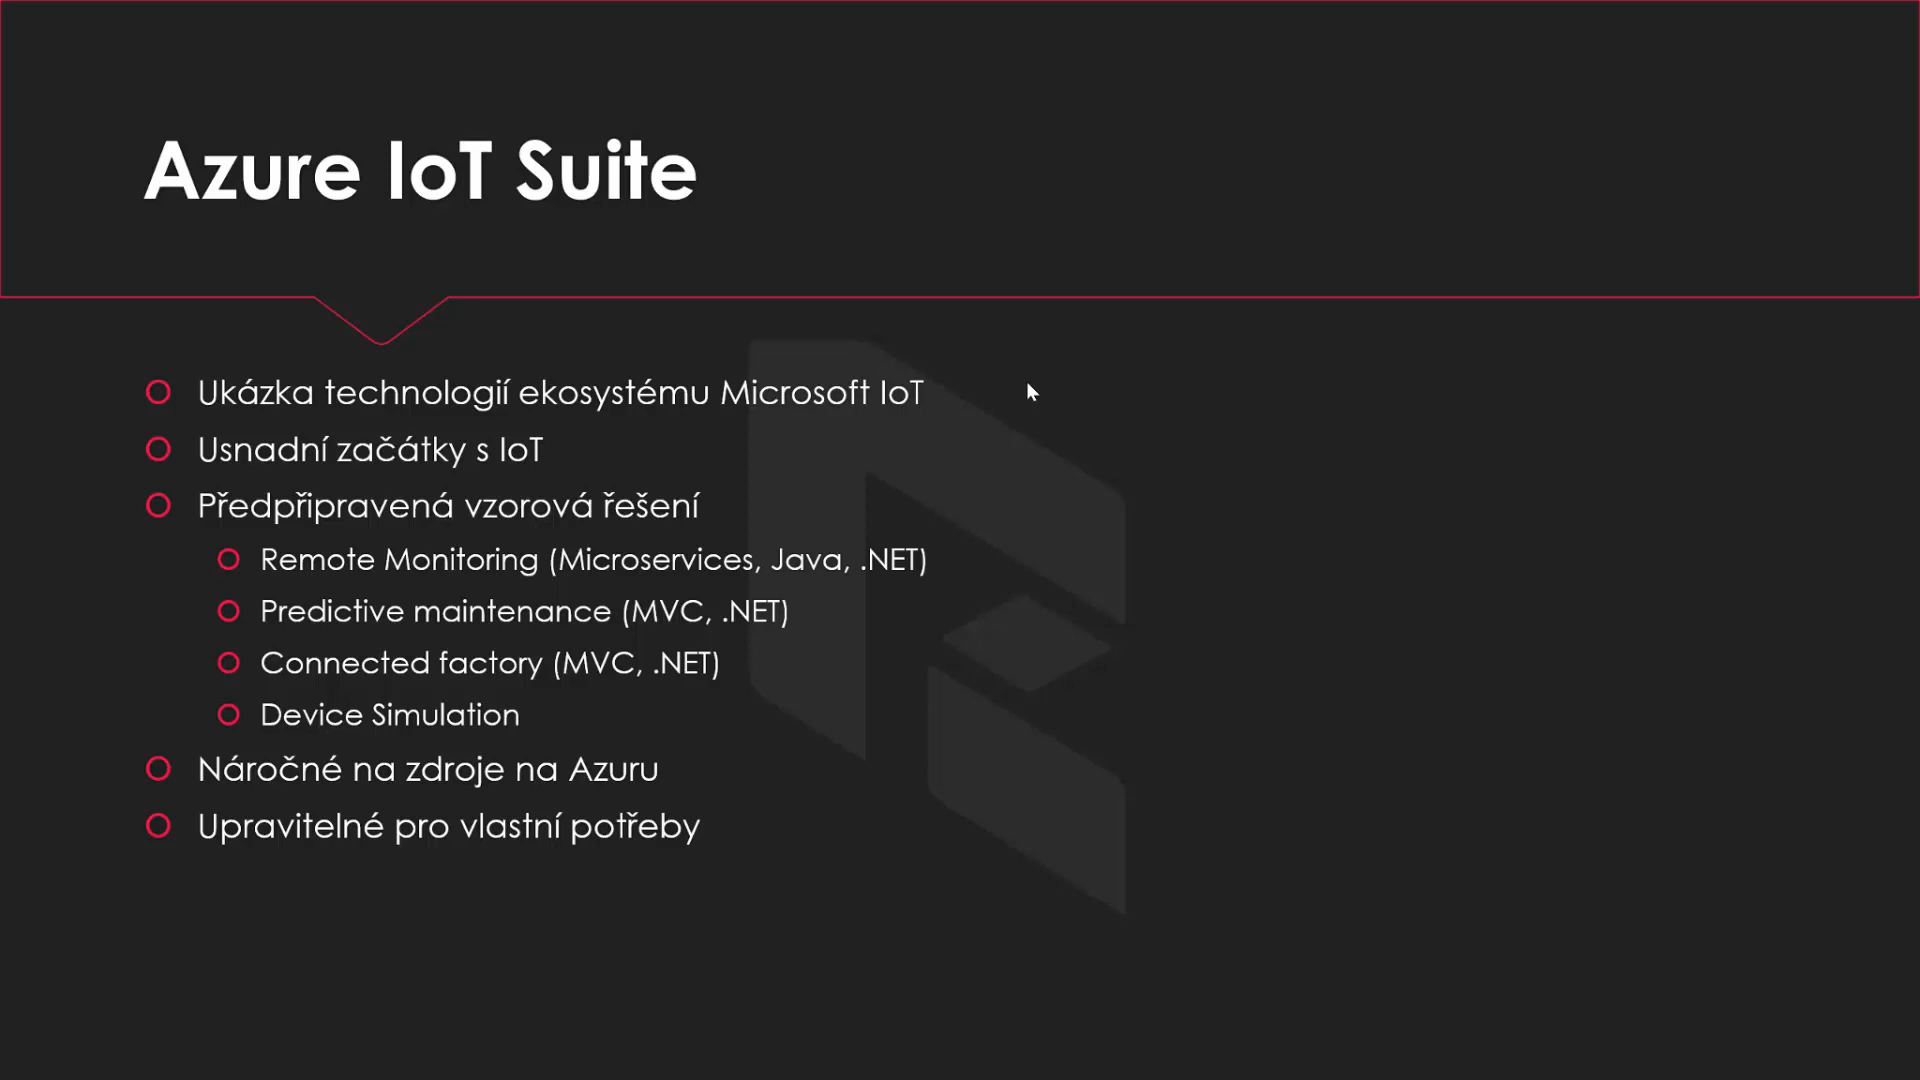 Azure IoT Suite
Ukázka technologií ekosystému Microsoft IoT
Usnadní začátky s IoT
Předpřipravená vzorová řešení
Remote Monitoring (Microservices, Java, .NET)
Predictive maintenance (MVC, .NET)
Connected factory (MVC, .NET)
Device Simulation
Náročné na zdroje na Azuru
Upravitelné pro vlastní potřeby